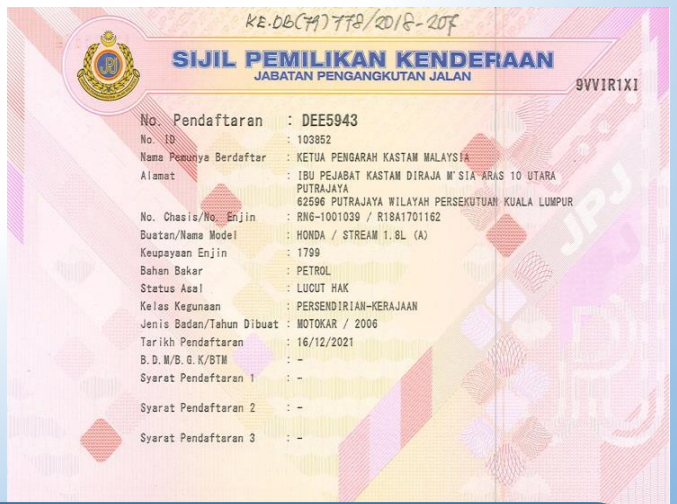 KE.DB(79)778/2018-207
SIJIL PEMILIKAN KENDERAAN
JABATAN PENGANGKUTAN JALAN
9VVIR1XI
No. Pendaftaran : DEE5943
No. ID : 103852
Nama Pemunya Berdaftar : KETUA PENGARAH KASTAM MALAYSIA
Alamat : IBU PEJABAT KASTAM DIRAJA M'SIA ARAS 10 UTARA
PUTRAJAYA
62596 PUTRAJAYA WILAYAH PERSEKUTUAN KUALA LUMPUR
No. Chasis/No. Enjin : RN6-1001039 / R18A1701162
Buatan/Nama Model : HONDA / STREAM 1.8L (A)
Keupayaan Enjin : 1799
Bahan Bakar : PETROL
Status Asal : LUCUT HAK
Kelas Kegunaan : PERSENDIRIAN-KERAJAAN
Jenis Badan/Tahun Dibuat : MOTOKAR / 2006
Tarikh Pendaftaran : 16/12/2021
B.D.M/B.G.K/BTM : -
Syarat Pendaftaran 1 : -
Syarat Pendaftaran 2 : -
Syarat Pendaftaran 3 : -
JPJ